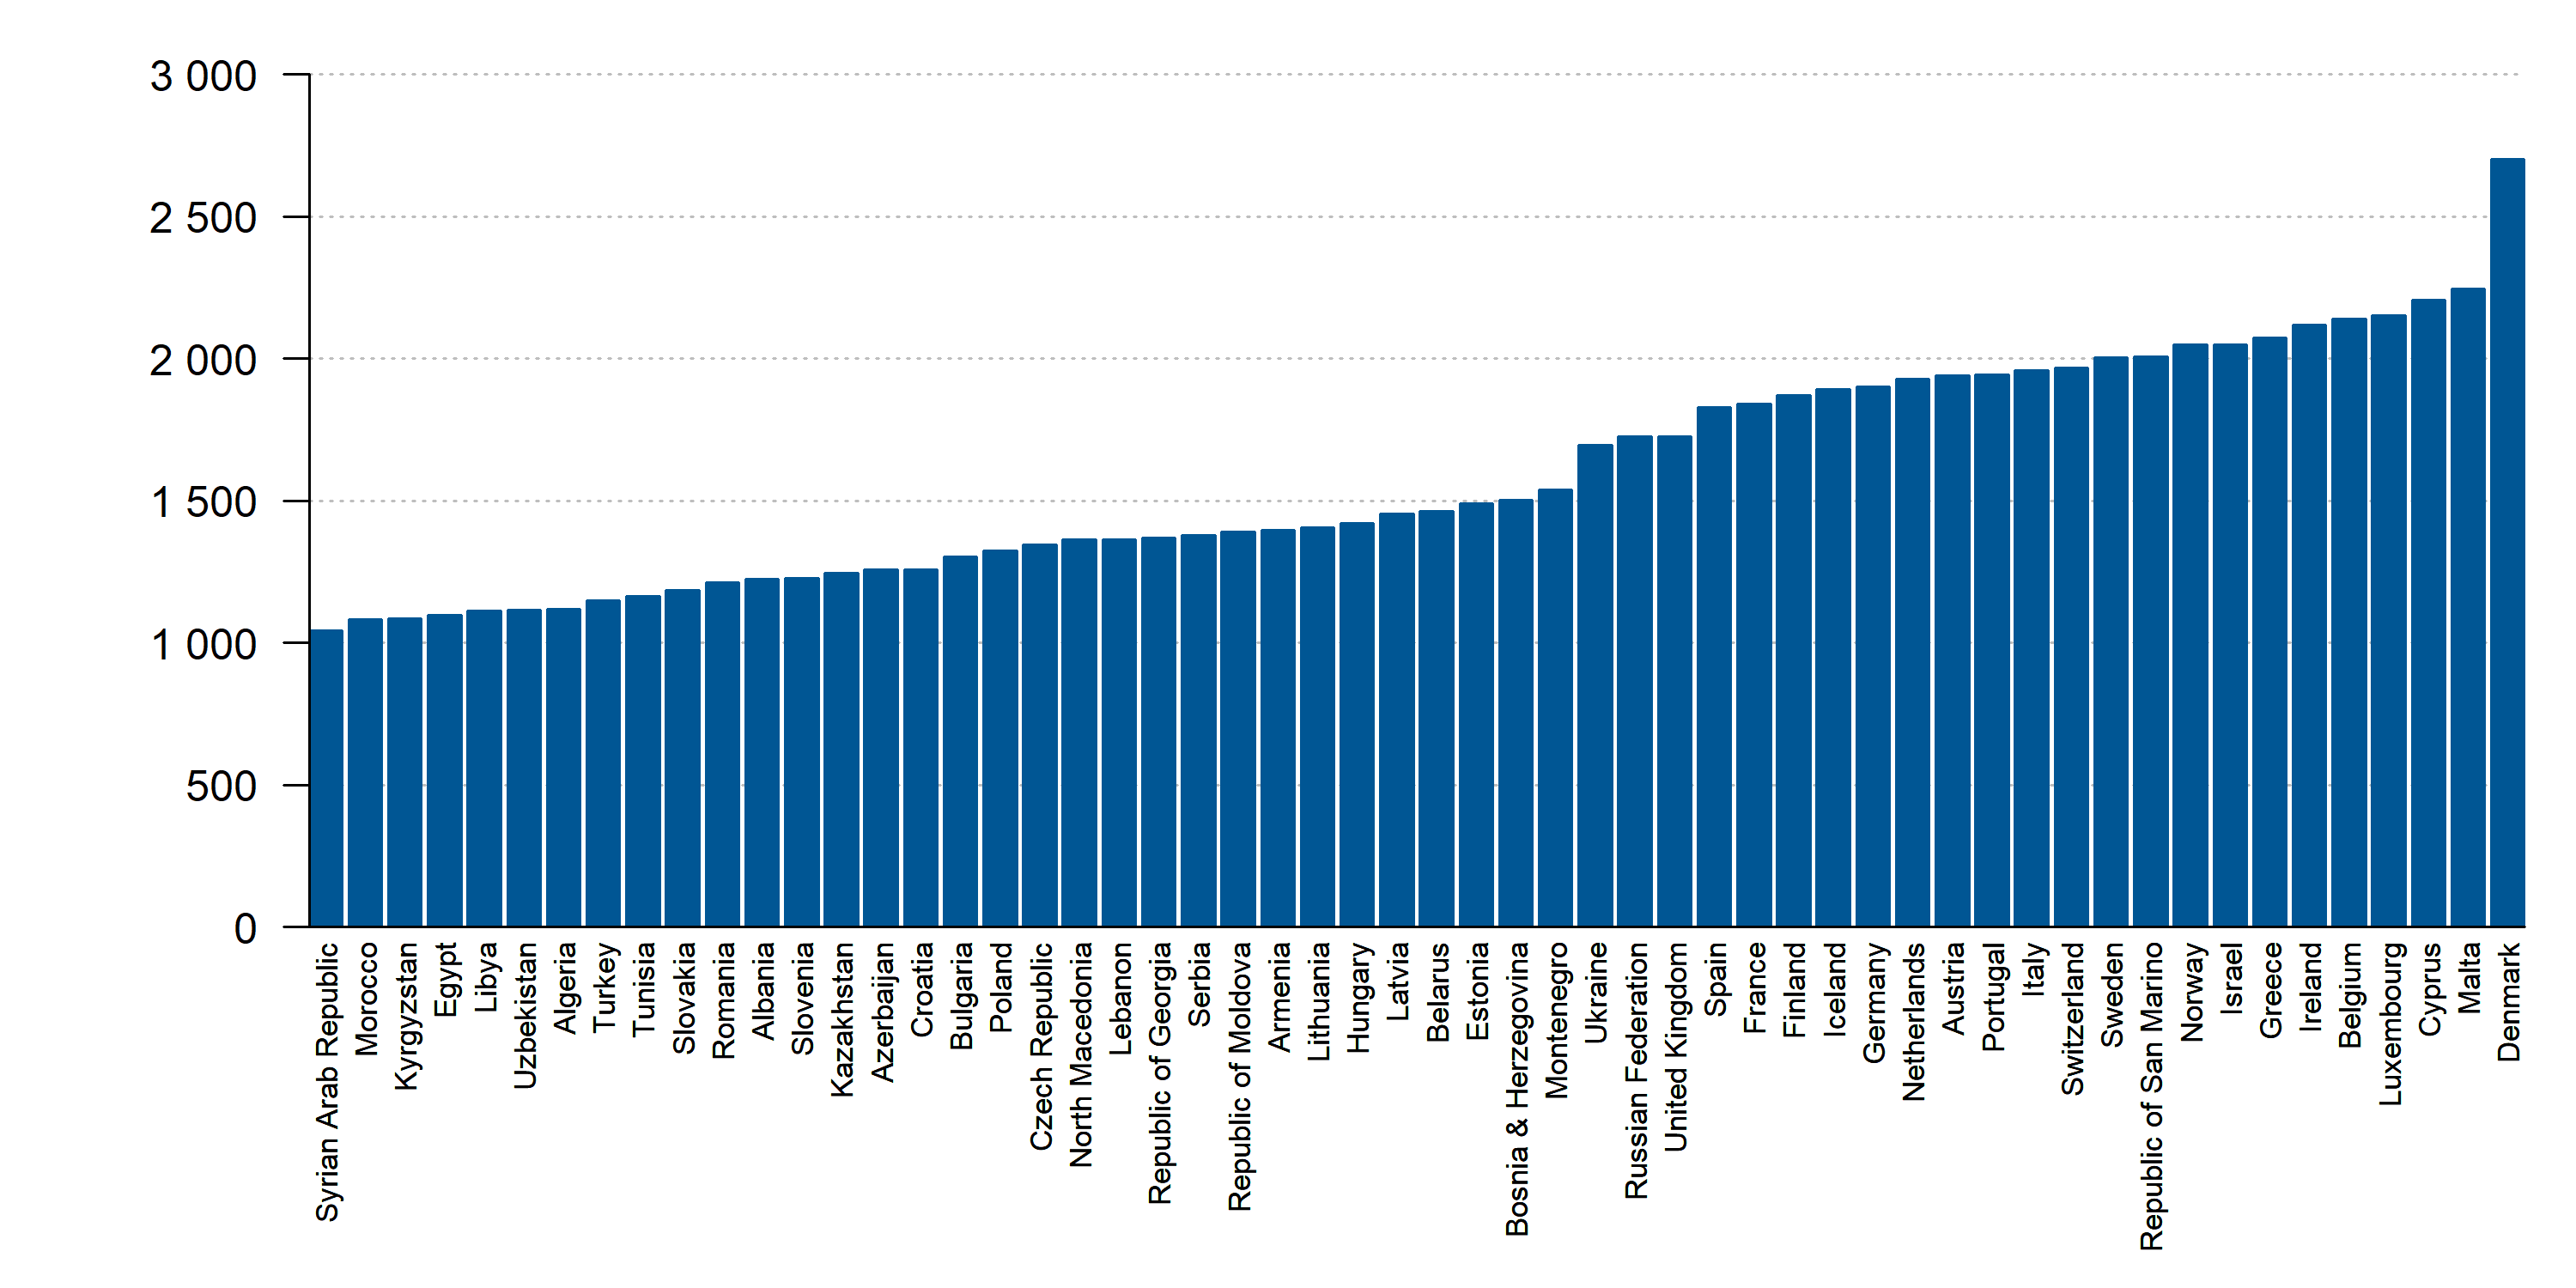 3 000
2 500
2 000
1 500
1 000
500
0
Syrian Arab Republic
Morocco
Kyrgyzstan
Egypt
Libya
Uzbekistan
Algeria
Turkey
Tunisia
Slovakia
Romania
Albania
Slovenia
Kazakhstan
Azerbaijan
Croatia
Bulgaria
Poland
Czech Republic
North Macedonia
Lebanon
Republic of Georgia
Serbia
Republic of Moldova
Armenia
Lithuania
Hungary
Latvia
Belarus
Estonia
Bosnia & Herzegovina
Montenegro
Ukraine
Russian Federation
United Kingdom
Spain
France
Finland
Iceland
Germany
Netherlands
Austria
Portugal
Italy
Switzerland
Sweden
Republic of San Marino
Norway
Israel
Greece
Ireland
Belgium
Luxembourg
Cyprus
Malta
Denmark